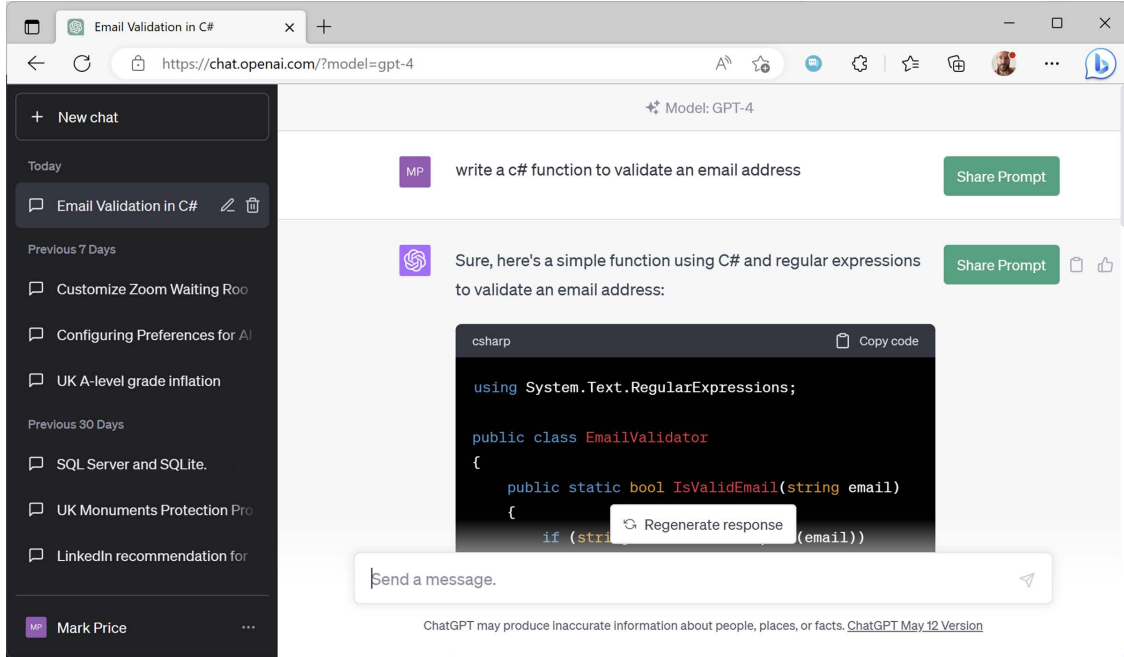 Email Validation in C#
https://chat.openai.com/?model=gpt-4
New chat
Today
Email Validation in C#
Previous 7 Days
Customize Zoom Waiting Roo
Configuring Preferences for AI
UK A-level grade inflation
Previous 30 Days
SQL Server and SQLite.
UK Monuments Protection Pro
LinkedIn recommendation for
MP Mark Price
Model: GPT-4
MP write a c# function to validate an email address Share Prompt
Sure, here's a simple function using C# and regular expressions Share Prompt
to validate an email address:
csharp Copy code
using System.Text.RegularExpressions;
public class EmailValidator
{
public static bool IsValidEmail(string email)
{
Regenerate response
if ( (email))
Send a message.
ChatGPT may produce inaccurate information about people, places, or facts. ChatGPT May 12 Version